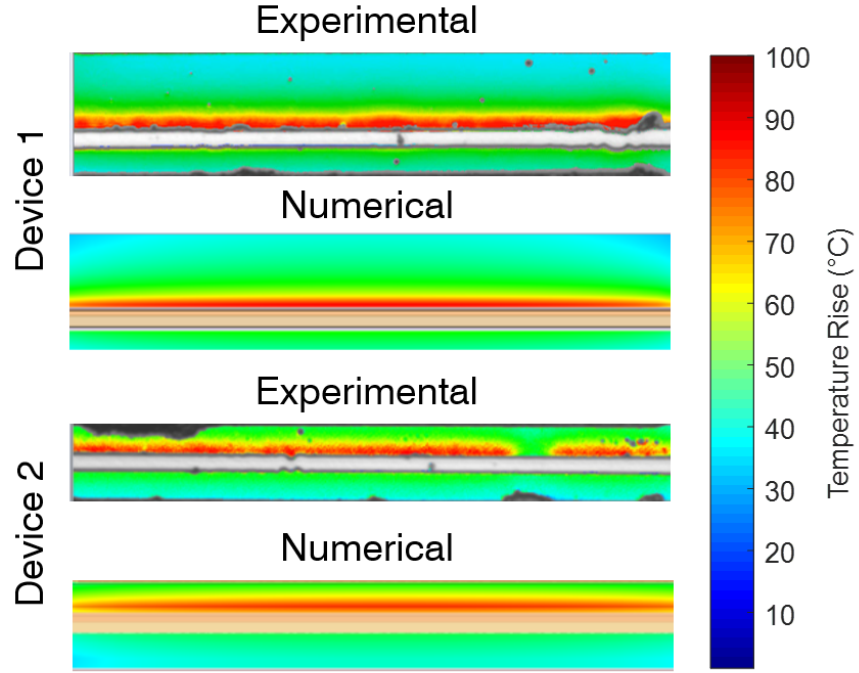 Experimental
Device 1
Numerical
Experimental
Device 2
Numerical
100
90
80
70
60
50
40
30
20
10
Temperature Rise (°C)